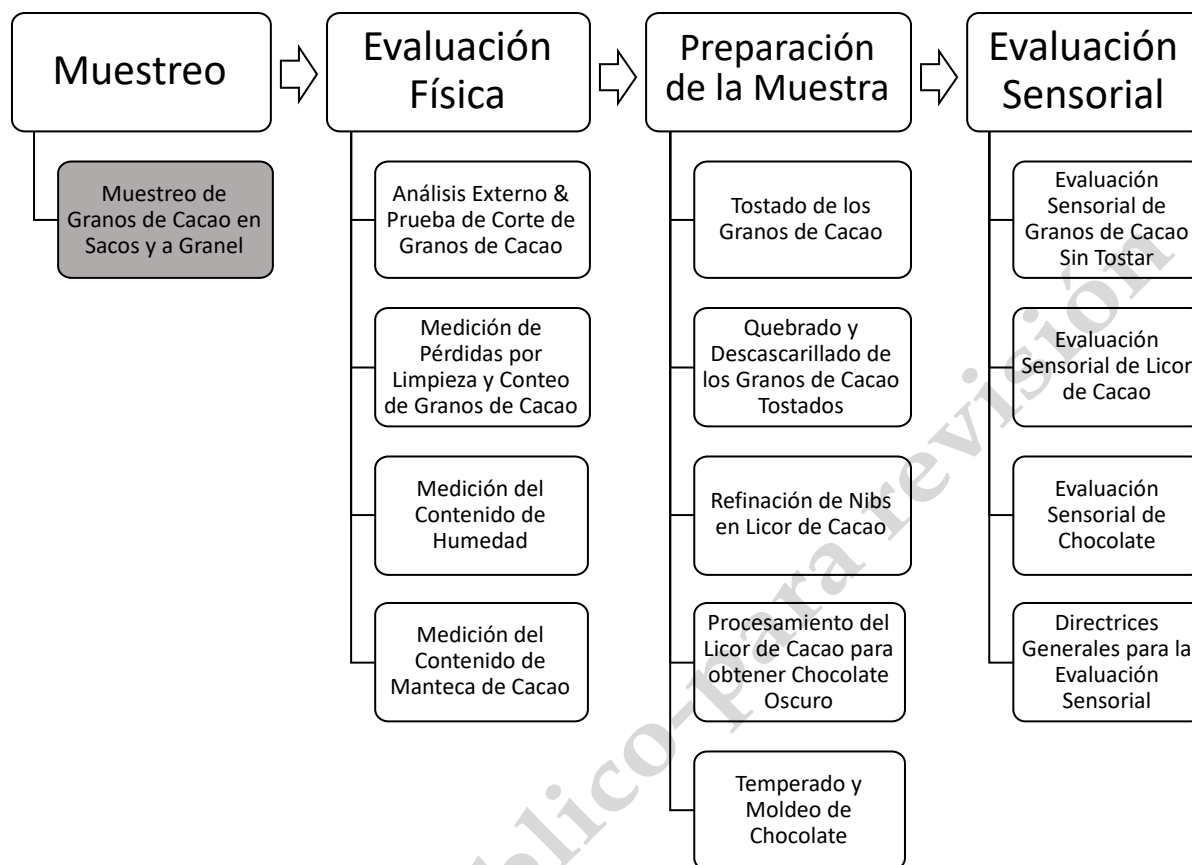 Muestreo
Muestreo de
Granos de Cacao en
Sacos y a Granel
Evaluación
Física
Análisis Externo &
Prueba de Corte de
Granos de Cacao
Medición de
Pérdidas por
Limpieza y Conteo
de Granos de Cacao
Medición del
Contenido de
Humedad
Medición del
Contenido de
Manteca de Cacao
Preparación
de la Muestra
Tostado de los
Granos de Cacao
Quebrado y
Descascarillado de
los Granos de Cacao
Tostados
Refinación de Nibs
en Licor de Cacao
Procesamiento del
Licor de Cacao para
obtener Chocolate
Oscuro
Temperado y
Moldeo de
Chocolate
Evaluación
Sensorial
Evaluación
Sensorial de
Granos de Cacao
Sin Tostar
Evaluación
Sensorial de Licor
de Cacao
Evaluación
Sensorial de
Chocolate
Directrices
Generales para la
Evaluación
Sensorial
para revisión